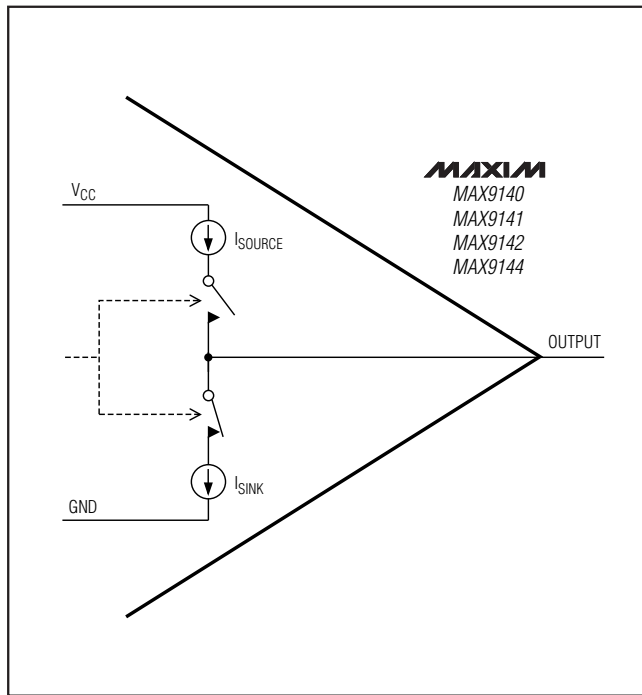 MAXIM
MAX9140
MAX9141
MAX9142
MAX9144
VCC
ISOURCE
OUTPUT
ISINK
GND